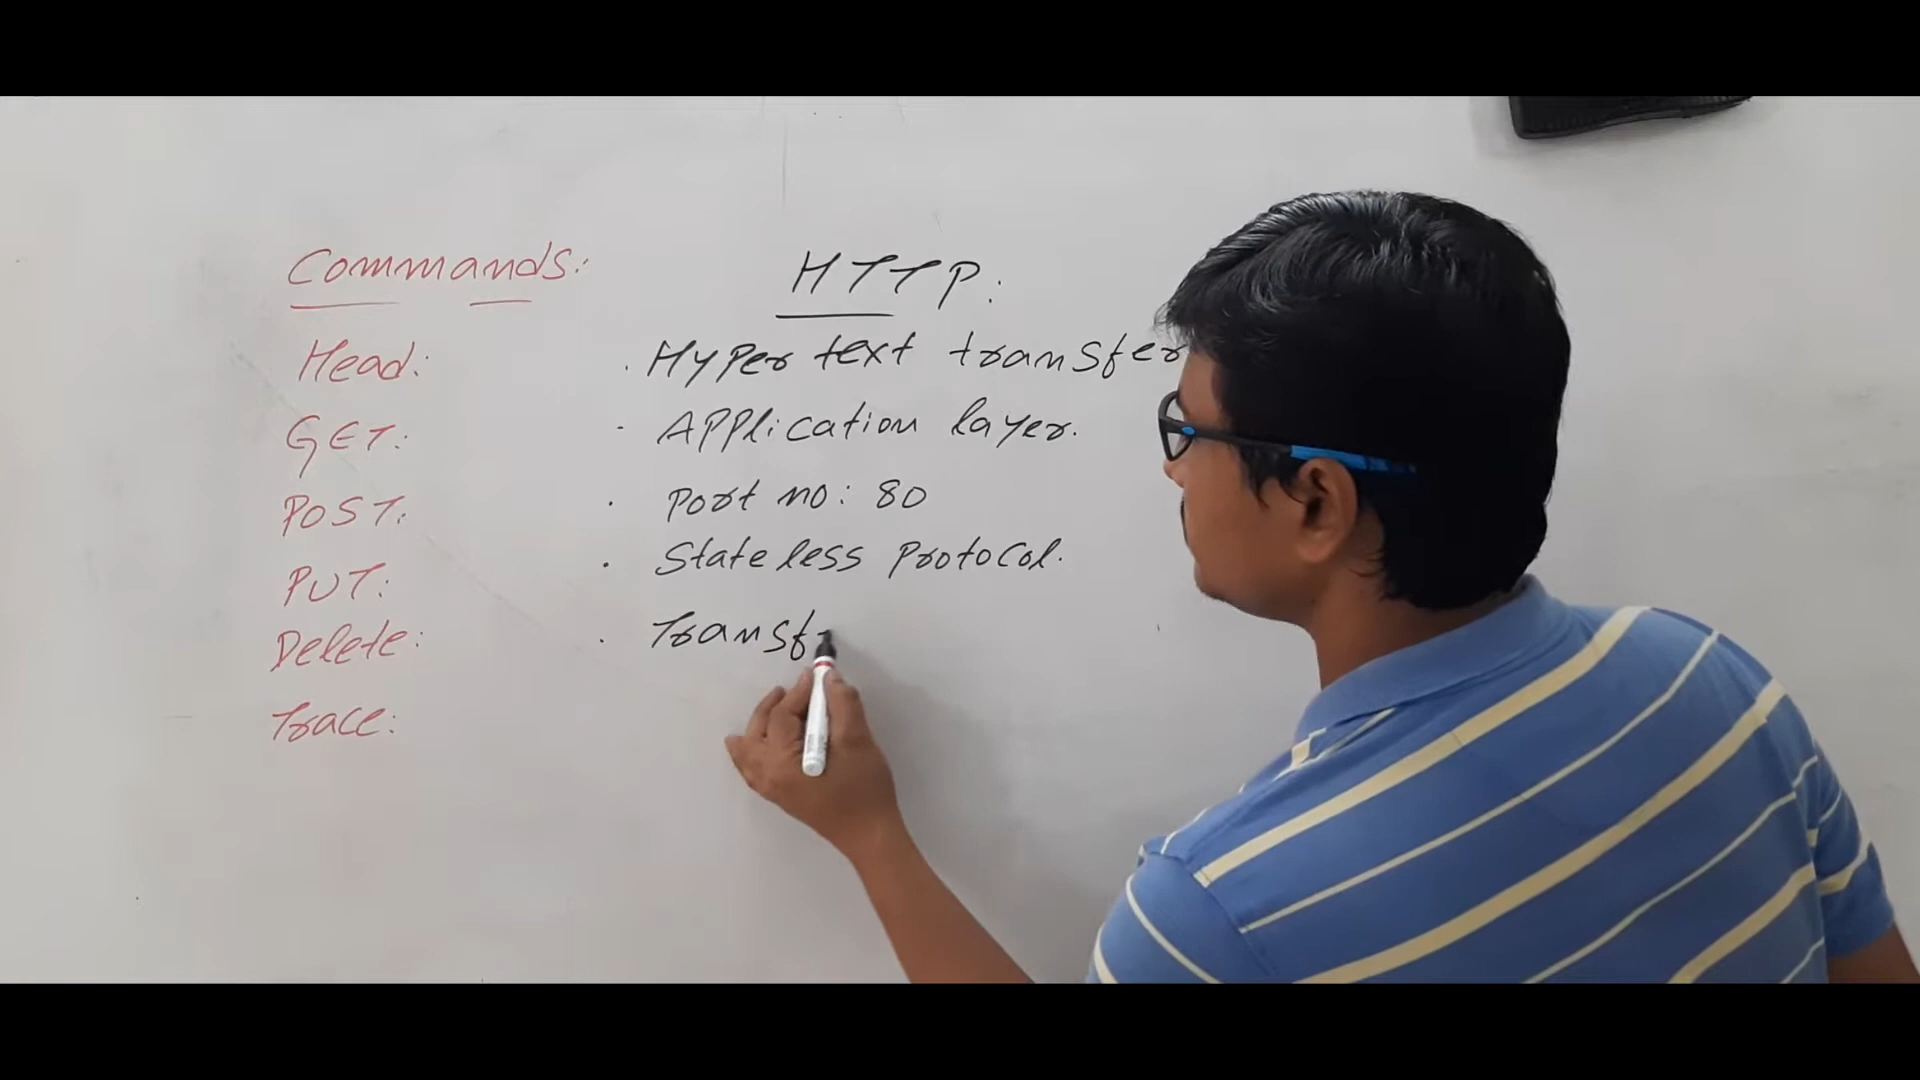 Commands:
Head:
GET:
POST:
PUT:
Delete:
Trace:
HTTP:
. Hyper text transfer
. Application layer.
. Port no: 80
. Stateless Protocol.
. Transf